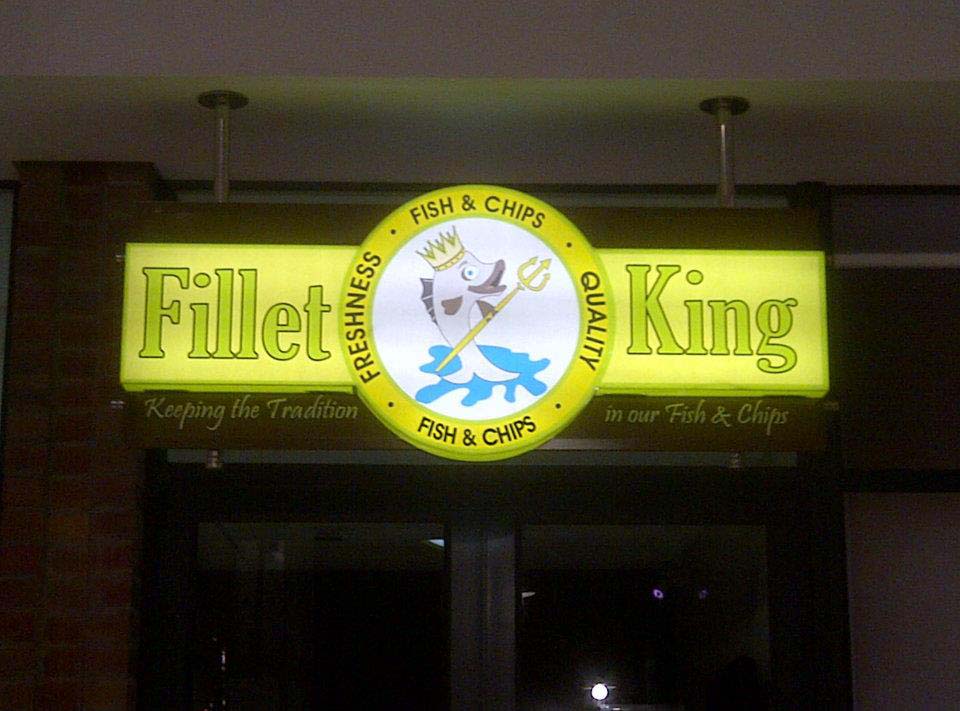 Fillet King
FISH & CHIPS
FRESHNESS
QUALITY
FISH & CHIPS
Keeping the Tradition in our Fish & Chips